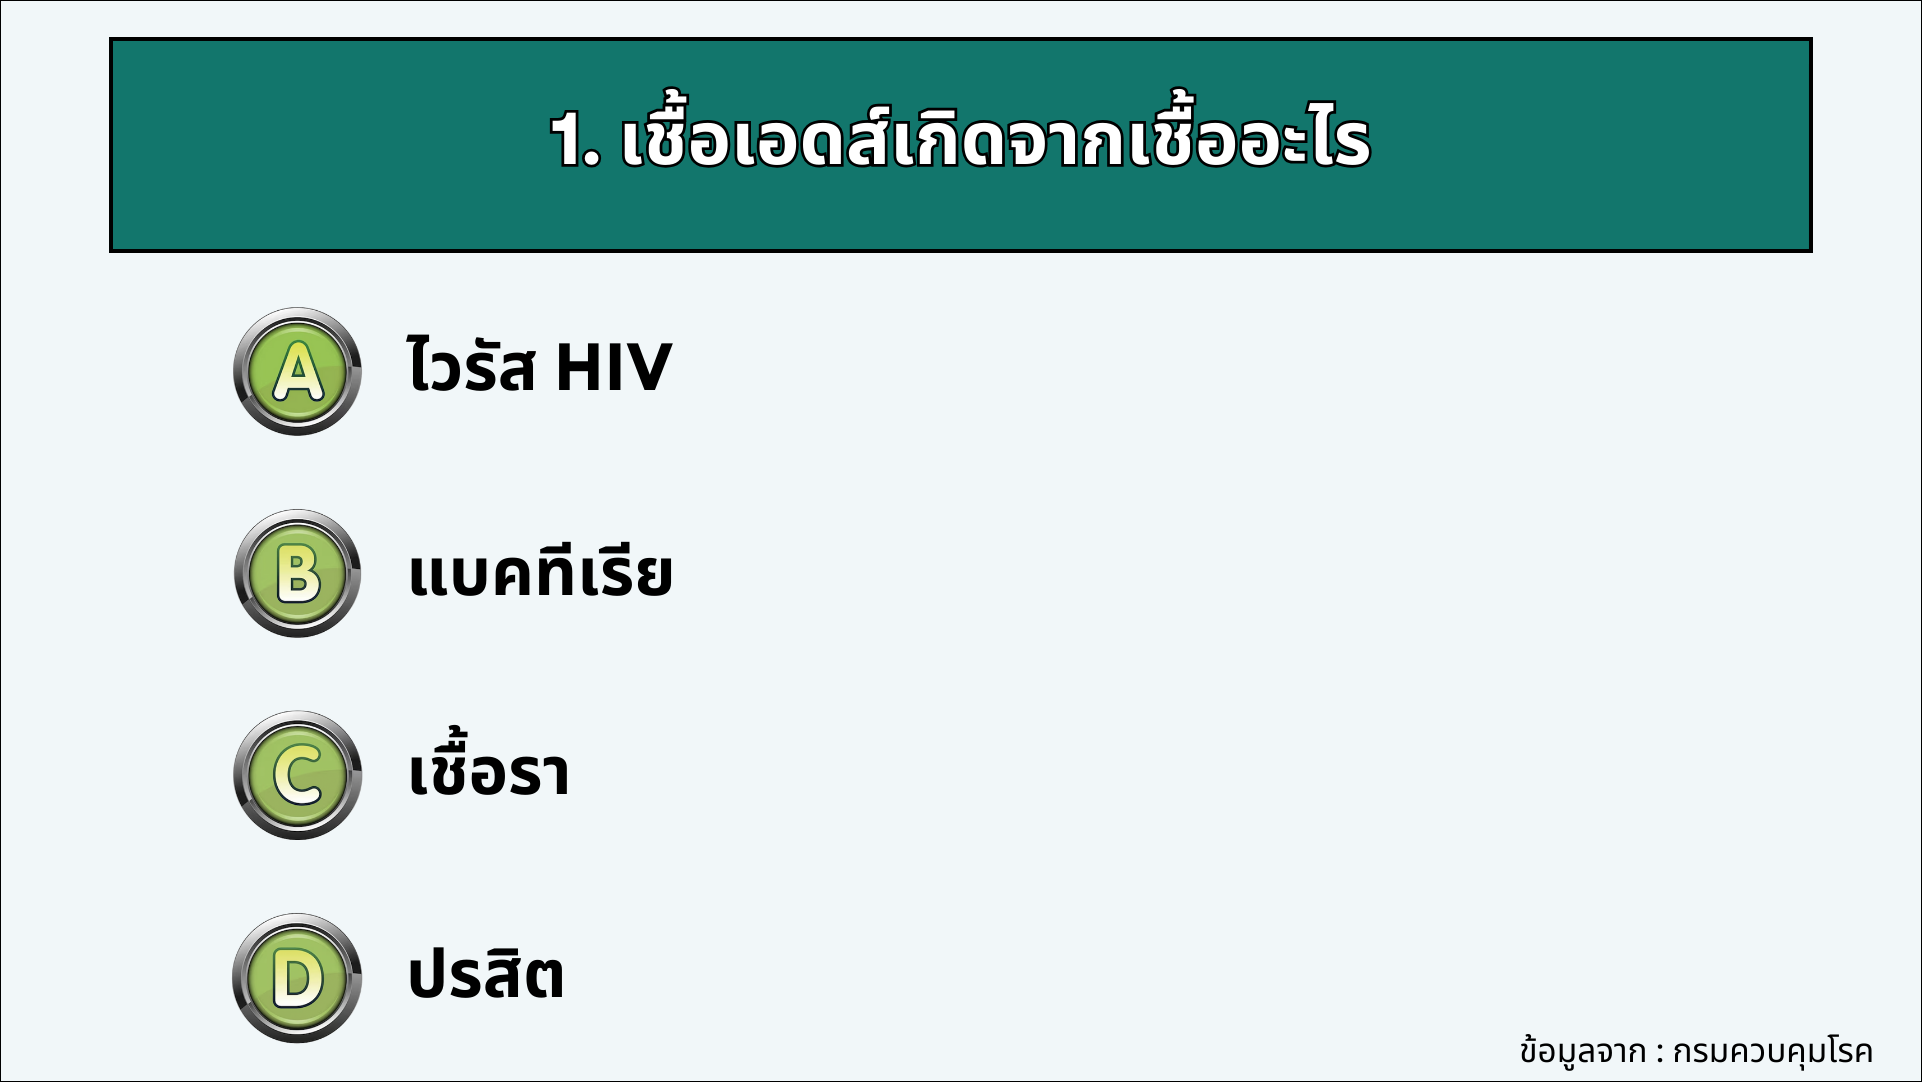 1. เชื้อเอดส์เกิดจากเชื้ออะไร
A ไวรัส HIV
B แบคทีเรีย
C เชื้อรา
D ปรสิต
ข้อมูลจาก : กรมควบคุมโรค